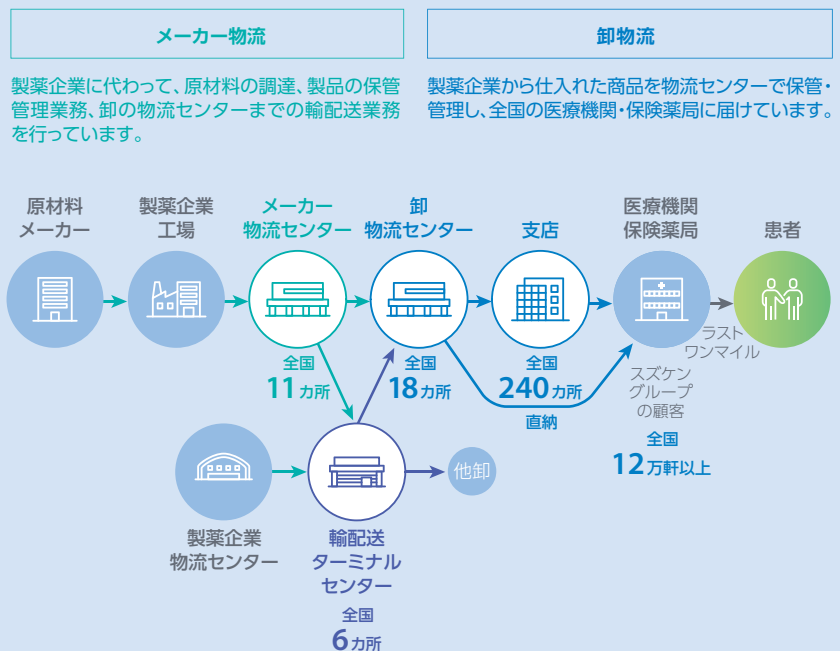 メーカー物流
製薬企業に代わって、原材料の調達、製品の保管
管理業務、卸の物流センターまでの輸配送業務
を行っています。
卸物流
製薬企業から仕入れた商品を物流センターで保管・
管理し、全国の医療機関・保険薬局に届けています。
原材料
メーカー
製薬企業
工場
メーカー
物流センター
全国
11カ所
卸
物流センター
全国
18カ所
支店
全国
240カ所
直納
医療機関
保険薬局
スズケン
グループ
の顧客
全国
12万軒以上
ラスト
ワンマイル
患者
製薬企業
物流センター
輸配送
ターミナル
センター
全国
6カ所
他卸